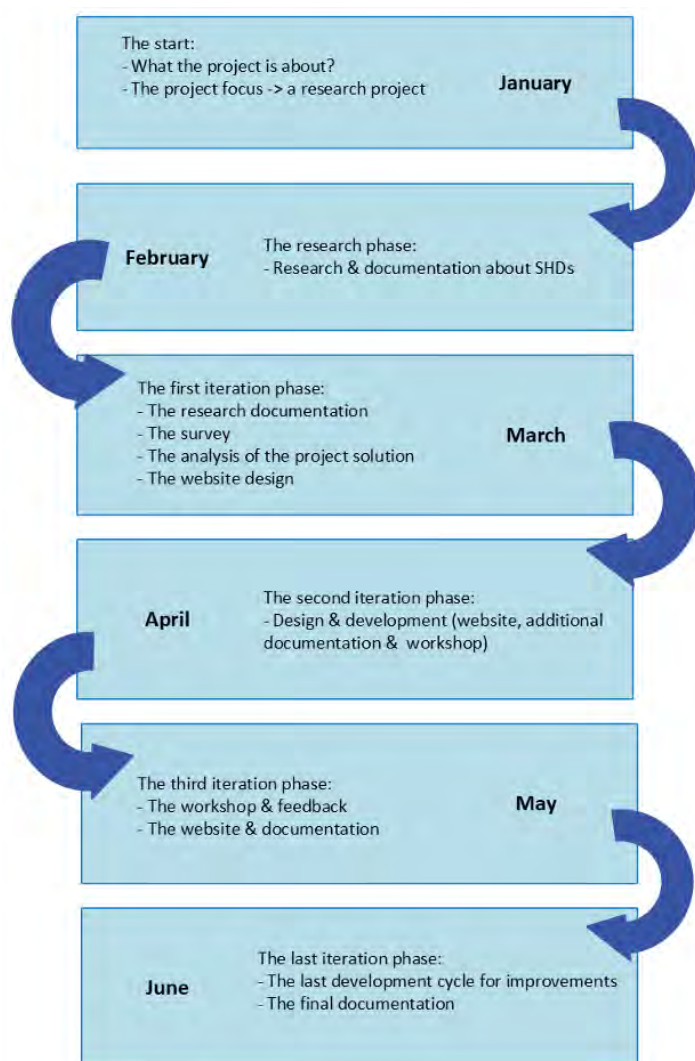 The start:
- What the project is about?
- The project focus -> a research project
January
February
The research phase:
- Research & documentation about SHDs
The first iteration phase:
- The research documentation
- The survey
- The analysis of the project solution
- The website design
March
April
The second iteration phase:
- Design & development (website, additional
documentation & workshop)
The third iteration phase:
- The workshop & feedback
- The website & documentation
May
June
The last iteration phase:
- The last development cycle for improvements
- The final documentation